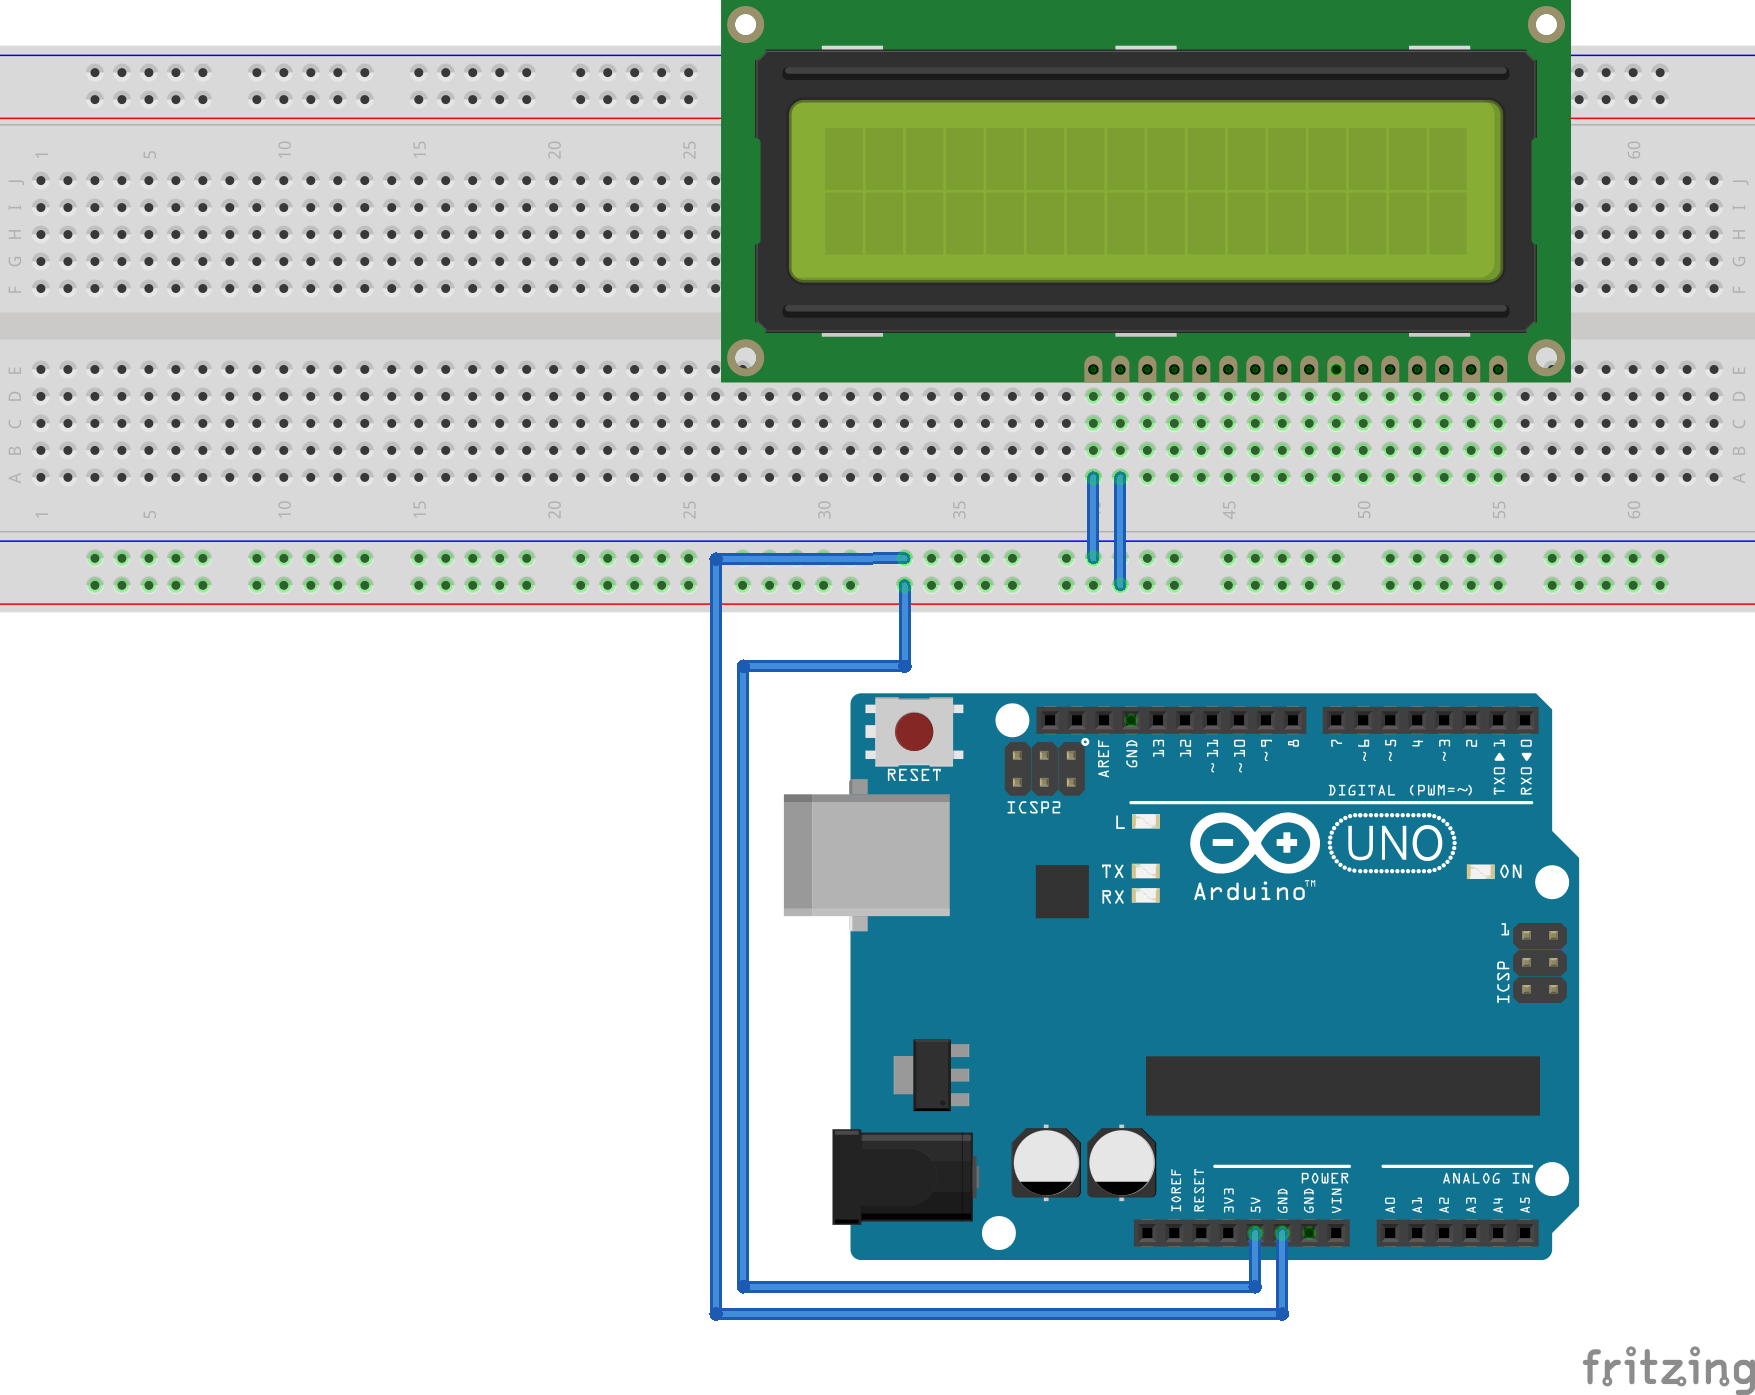 1 5 10 15 20 25 60
J J
I I
H H
G G
F F
E E
D D
C C
B B
A A
1 5 10 15 20 25 30 35 45 50 55 60
RESET
ICSP2
AREF GND 13 12 ~11 ~10 ~9 8 7 ~6 ~5 4 ~3 2 TX0▶1 RX0◀0
DIGITAL (PWM=~)
L
TX
RX
UNO
Arduino™
ON
1
ICSP
POWER
ANALOG IN
IOREF RESET 3V3 5V GND GND VIN A0 A1 A2 A3 A4 A5
fritzing